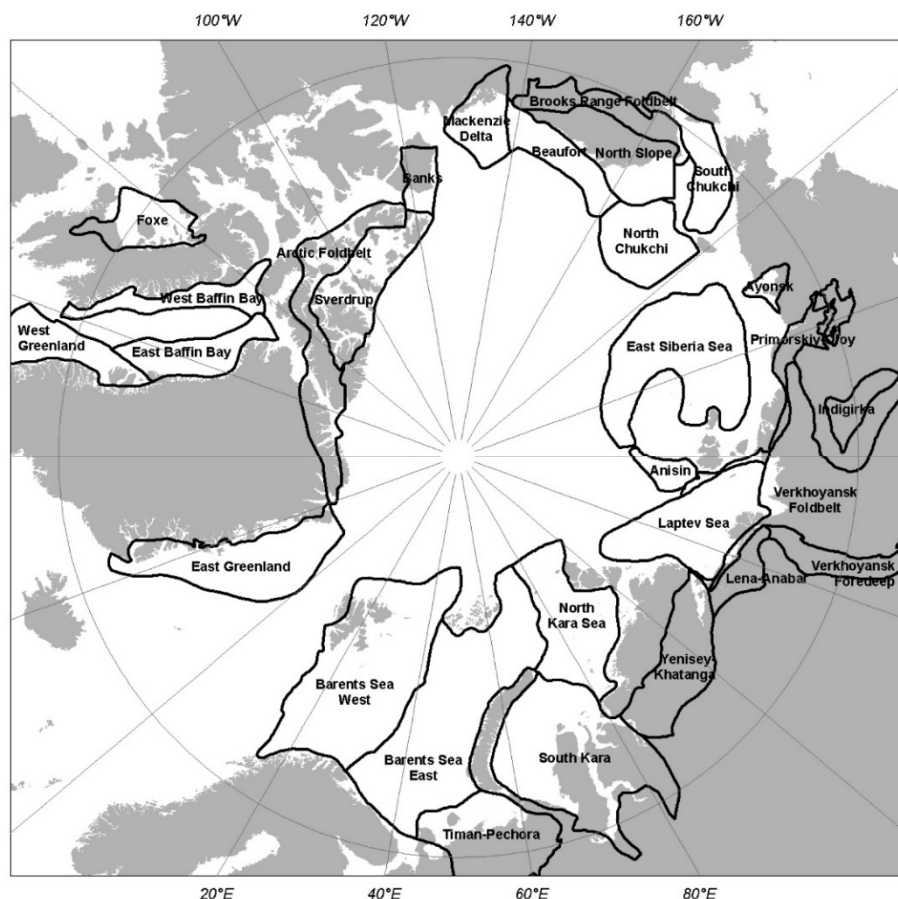 100°W
120°W
140°W
160°W
Brooks Range Foldbelt
Mackenzie
Delta
Beaufort
North Slope
South
Chukchi
Banks
Foxe
North
Chukchi
Arctic Foldbelt
Ayonsk
West Baffin Bay
Sverdrup
West
Greenland
East Baffin Bay
East Siberia Sea
Indigirka
Anisin
Verkhoyansk
Foldbelt
Laptev Sea
East Greenland
Lena-Anabar
Verkhoyansk
Foredeep
North
Kara Sea
Yenisey-
Khatanga
Barents Sea
West
Barents Sea
East
South Kara
Timan-Pechora
20°E
40°E
60°E
80°E